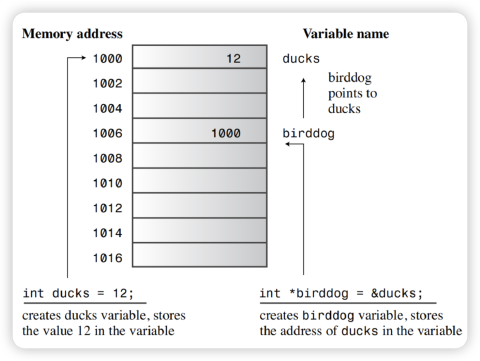 Memory address Variable name
1000 12 ducks
1002 birddog
points to
ducks
1004
1006 1000 birddog
1008
1010
1012
1014
1016
int ducks = 12;
creates ducks variable, stores
the value 12 in the variable
int *birddog = &ducks;
creates birddog variable, stores
the address of ducks in the variable